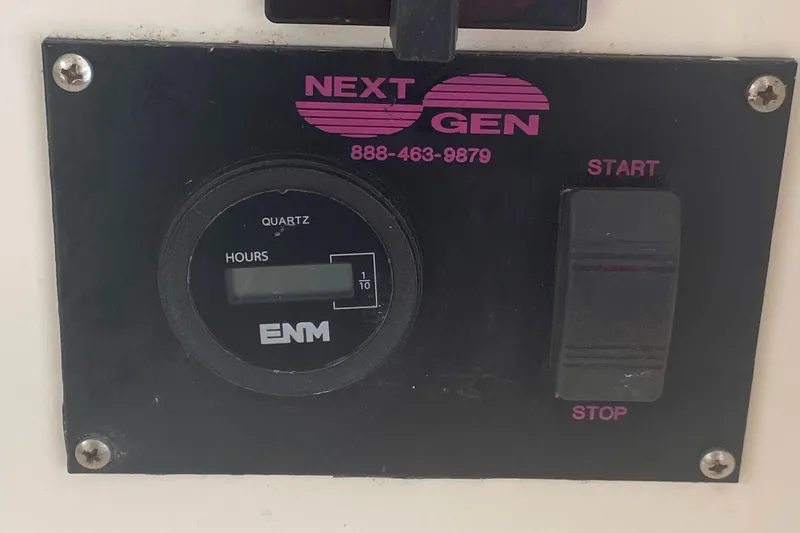 NEXT
GEN
888-463-9879
START
QUARTZ
HOURS
1/10
ENM
STOP